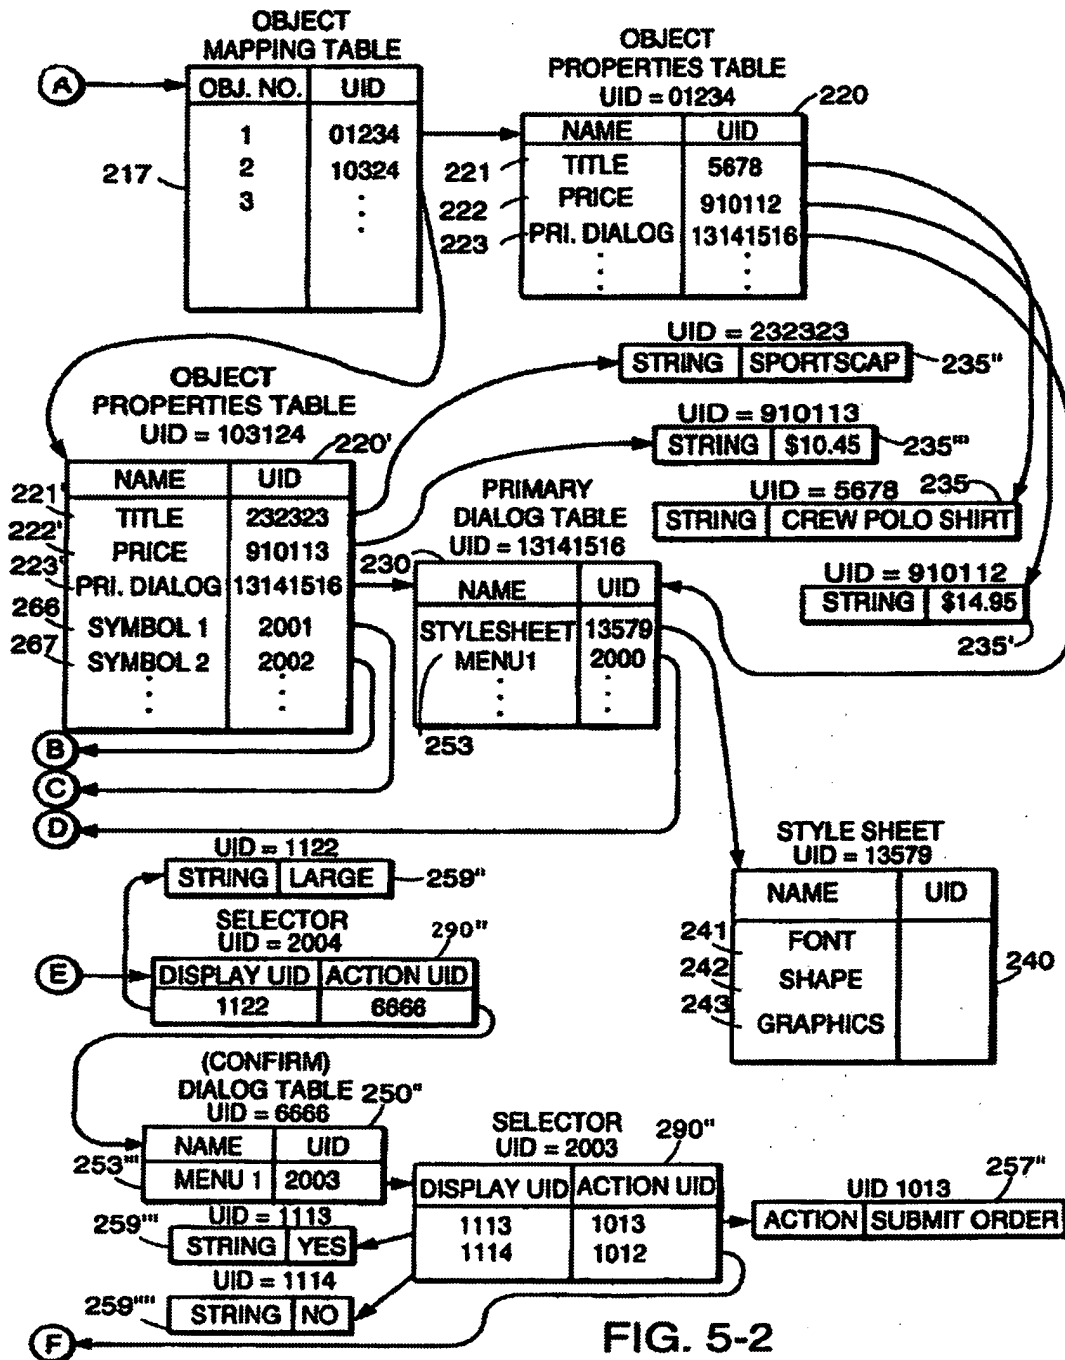 OBJECT
MAPPING TABLE
A
OBJ. NO. UID
1 01234
2 10324
3
217
OBJECT
PROPERTIES TABLE
UID = 01234
220
NAME UID
221 TITLE 5678
222 PRICE 910112
223 PRI. DIALOG 13141516
UID = 232323
STRING SPORTSCAP 235"
UID = 910113
STRING $10.45 235'''
UID = 5678 235
STRING CREW POLO SHIRT
UID = 910112
STRING $14.95
235'
OBJECT
PROPERTIES TABLE
UID = 103124
220'
NAME UID
221' TITLE 232323
222' PRICE 910113
223' PRI. DIALOG 13141516
266 SYMBOL 1 2001
267 SYMBOL 2 2002
PRIMARY
DIALOG TABLE
UID = 13141516
230
NAME UID
STYLESHEET 13579
MENU1 2000
253
B
C
D
STYLE SHEET
UID = 13579
NAME UID
241 FONT
242 SHAPE
243 GRAPHICS
240
UID = 1122
STRING LARGE 259"
SELECTOR
UID = 2004 290"
E
DISPLAY UID ACTION UID
1122 6666
(CONFIRM)
DIALOG TABLE
UID = 6666 250"
NAME UID
253''' MENU 1 2003
SELECTOR
UID = 2003 290"
DISPLAY UID ACTION UID
1113 1013
1114 1012
UID 1013 257"
ACTION SUBMIT ORDER
UID = 1113
259''' STRING YES
UID = 1114
259'''' STRING NO
F
FIG. 5-2